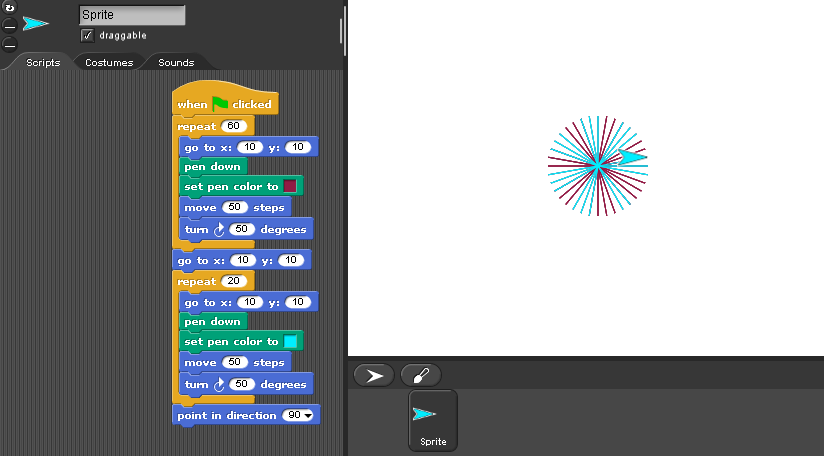 Sprite
draggable
Scripts Costumes Sounds
when clicked
repeat 60
go to x: 10 y: 10
pen down
set pen color to
move 50 steps
turn 50 degrees
go to x: 10 y: 10
repeat 20
go to x: 10 y: 10
pen down
set pen color to
move 50 steps
turn 50 degrees
point in direction 90
Sprite